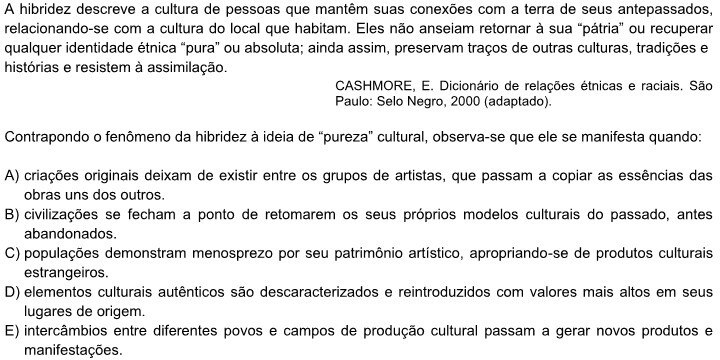 A hibridez descreve a cultura de pessoas que mantêm suas conexões com a terra de seus antepassados,
relacionando-se com a cultura do local que habitam. Eles não anseiam retornar à sua “pátria” ou recuperar
qualquer identidade étnica “pura” ou absoluta; ainda assim, preservam traços de outras culturas, tradições e
histórias e resistem à assimilação.
CASHMORE, E. Dicionário de relações étnicas e raciais. São
Paulo: Selo Negro, 2000 (adaptado).
Contrapondo o fenômeno da hibridez à ideia de “pureza” cultural, observa-se que ele se manifesta quando:
A) criações originais deixam de existir entre os grupos de artistas, que passam a copiar as essências das
obras uns dos outros.
B) civilizações se fecham a ponto de retomarem os seus próprios modelos culturais do passado, antes
abandonados.
C) populações demonstram menosprezo por seu patrimônio artístico, apropriando-se de produtos culturais
estrangeiros.
D) elementos culturais autênticos são descaracterizados e reintroduzidos com valores mais altos em seus
lugares de origem.
E) intercâmbios entre diferentes povos e campos de produção cultural passam a gerar novos produtos e
manifestações.